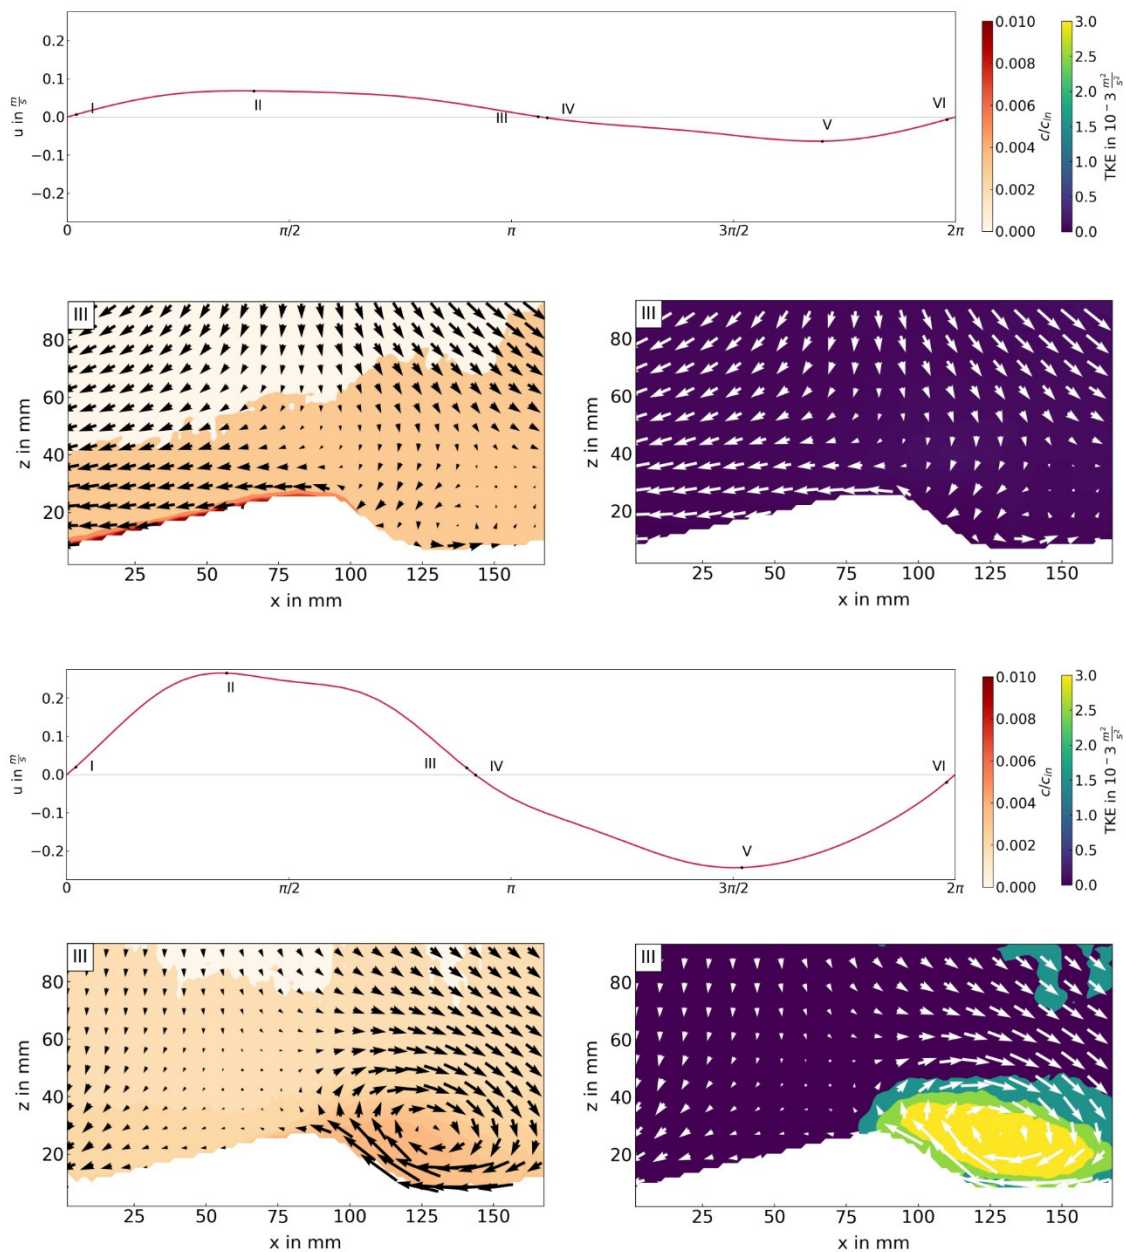 0.2
0.1
0.0
−0.1
−0.2
u in m/s
I
II
III
IV
V
VI
0
π/2
π
3π/2
2π
0.010
0.008
0.006
0.004
0.002
0.000
c/c_in
3.0
2.5
2.0
1.5
1.0
0.5
0.0
TKE in 10⁻3 m²/s²
III
80
60
40
20
z in mm
25 50 75 100 125 150
x in mm
III
80
60
40
20
z in mm
25 50 75 100 125 150
x in mm
0.2
0.1
0.0
−0.1
−0.2
u in m/s
I
II
III
IV
V
VI
0
π/2
π
3π/2
2π
0.010
0.008
0.006
0.004
0.002
0.000
c/c_in
3.0
2.5
2.0
1.5
1.0
0.5
0.0
TKE in 10⁻3 m²/s²
III
80
60
40
20
z in mm
25 50 75 100 125 150
x in mm
III
80
60
40
20
z in mm
25 50 75 100 125 150
x in mm